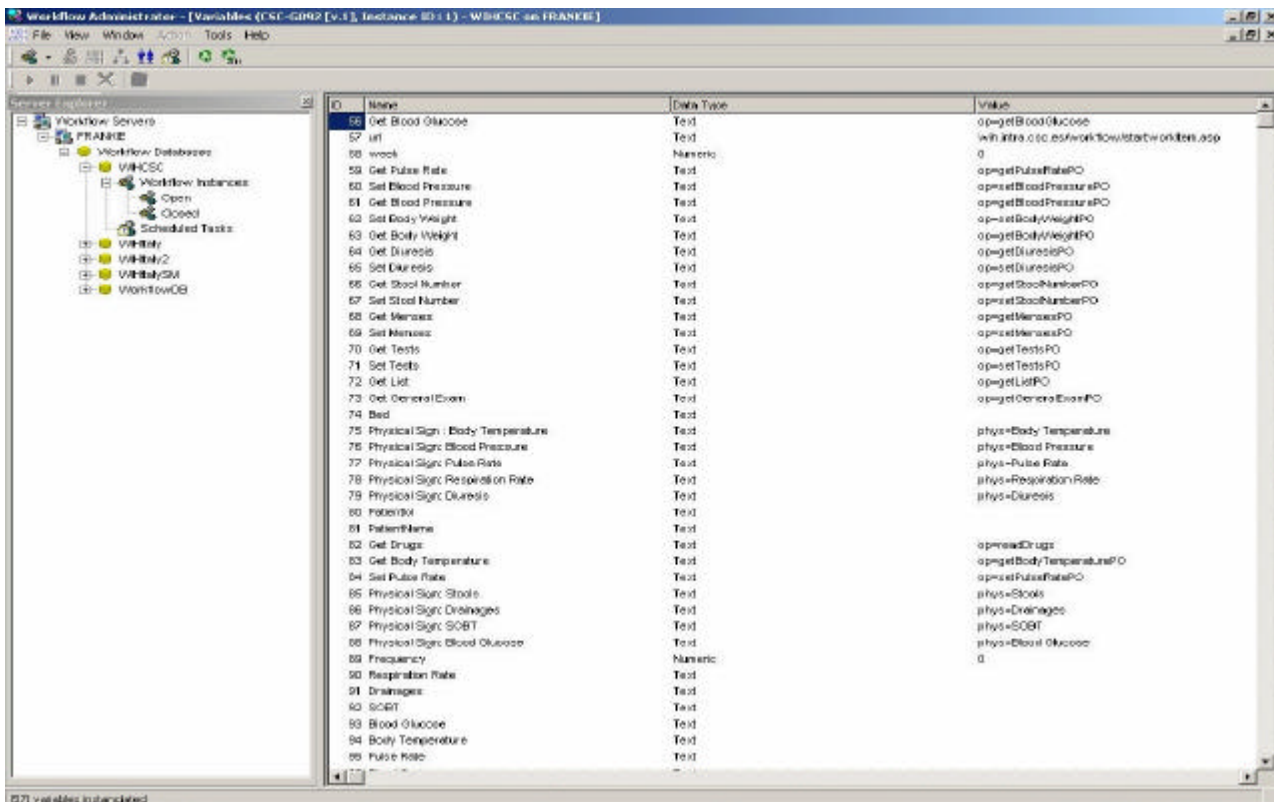 Workflow Administrator - [Variables (CSC-G092 [v.1], Instance ID : 1) - WIHCSC on FRANKIE]
File View Window Action Tools Help
Server Explorer
Workflow Servers
FRANKIE
Workflow Databases
WIHCSC
Workflow Instances
Open
Closed
Scheduled Tasks
WIHItaly
WIHItaly2
WIHItalySM
WorkflowDB
ID Name Data Type Value
56 Get Blood Glucose Text op=getBloodGlucose
57 url Text win.intra.csc.es/workflow/startworkitem.asp
58 week Numeric 0
59 Get Pulse Rate Text op=getPulseRatePO
60 Set Blood Pressure Text op=setBloodPressurePO
61 Get Blood Pressure Text op=getBloodPressurePO
62 Set Body Weight Text op=setBodyWeightPO
63 Get Body Weight Text op=getBodyWeightPO
64 Get Diuresis Text op=getDiuresisPO
65 Set Diuresis Text op=setDiuresisPO
66 Get Stool Number Text op=getStoolNumberPO
67 Set Stool Number Text op=setStoolNumberPO
68 Get Menses Text op=getMensesPO
69 Set Menses Text op=setMensesPO
70 Get Tests Text op=getTestsPO
71 Set Tests Text op=setTestsPO
72 Get List Text op=getListPO
73 Get General Exam Text op=getGeneralExamPO
74 Bed Text
75 Physical Sign : Body Temperature Text phys=Body Temperature
76 Physical Sign: Blood Pressure Text phys=Blood Pressure
77 Physical Sign: Pulse Rate Text phys=Pulse Rate
78 Physical Sign: Respiration Rate Text phys=Respiration Rate
79 Physical Sign: Diuresis Text phys=Diuresis
80 Text
81 PatientName Text
82 Get Drugs Text op=readDrugs
83 Get Body Temperature Text op=getBodyTemperaturePO
84 Set Pulse Rate Text op=setPulseRatePO
85 Physical Sign: Stools Text phys=Stools
86 Physical Sign: Drainages Text phys=Drainages
87 Physical Sign: SOBT Text phys=SOBT
88 Physical Sign: Blood Glucose Text phys=Blood Glucose
89 Frequency Numeric 0
90 Respiration Rate Text
91 Drainages Text
92 SOBT Text
93 Blood Glucose Text
94 Body Temperature Text
95 Pulse Rate Text
variables instanciated